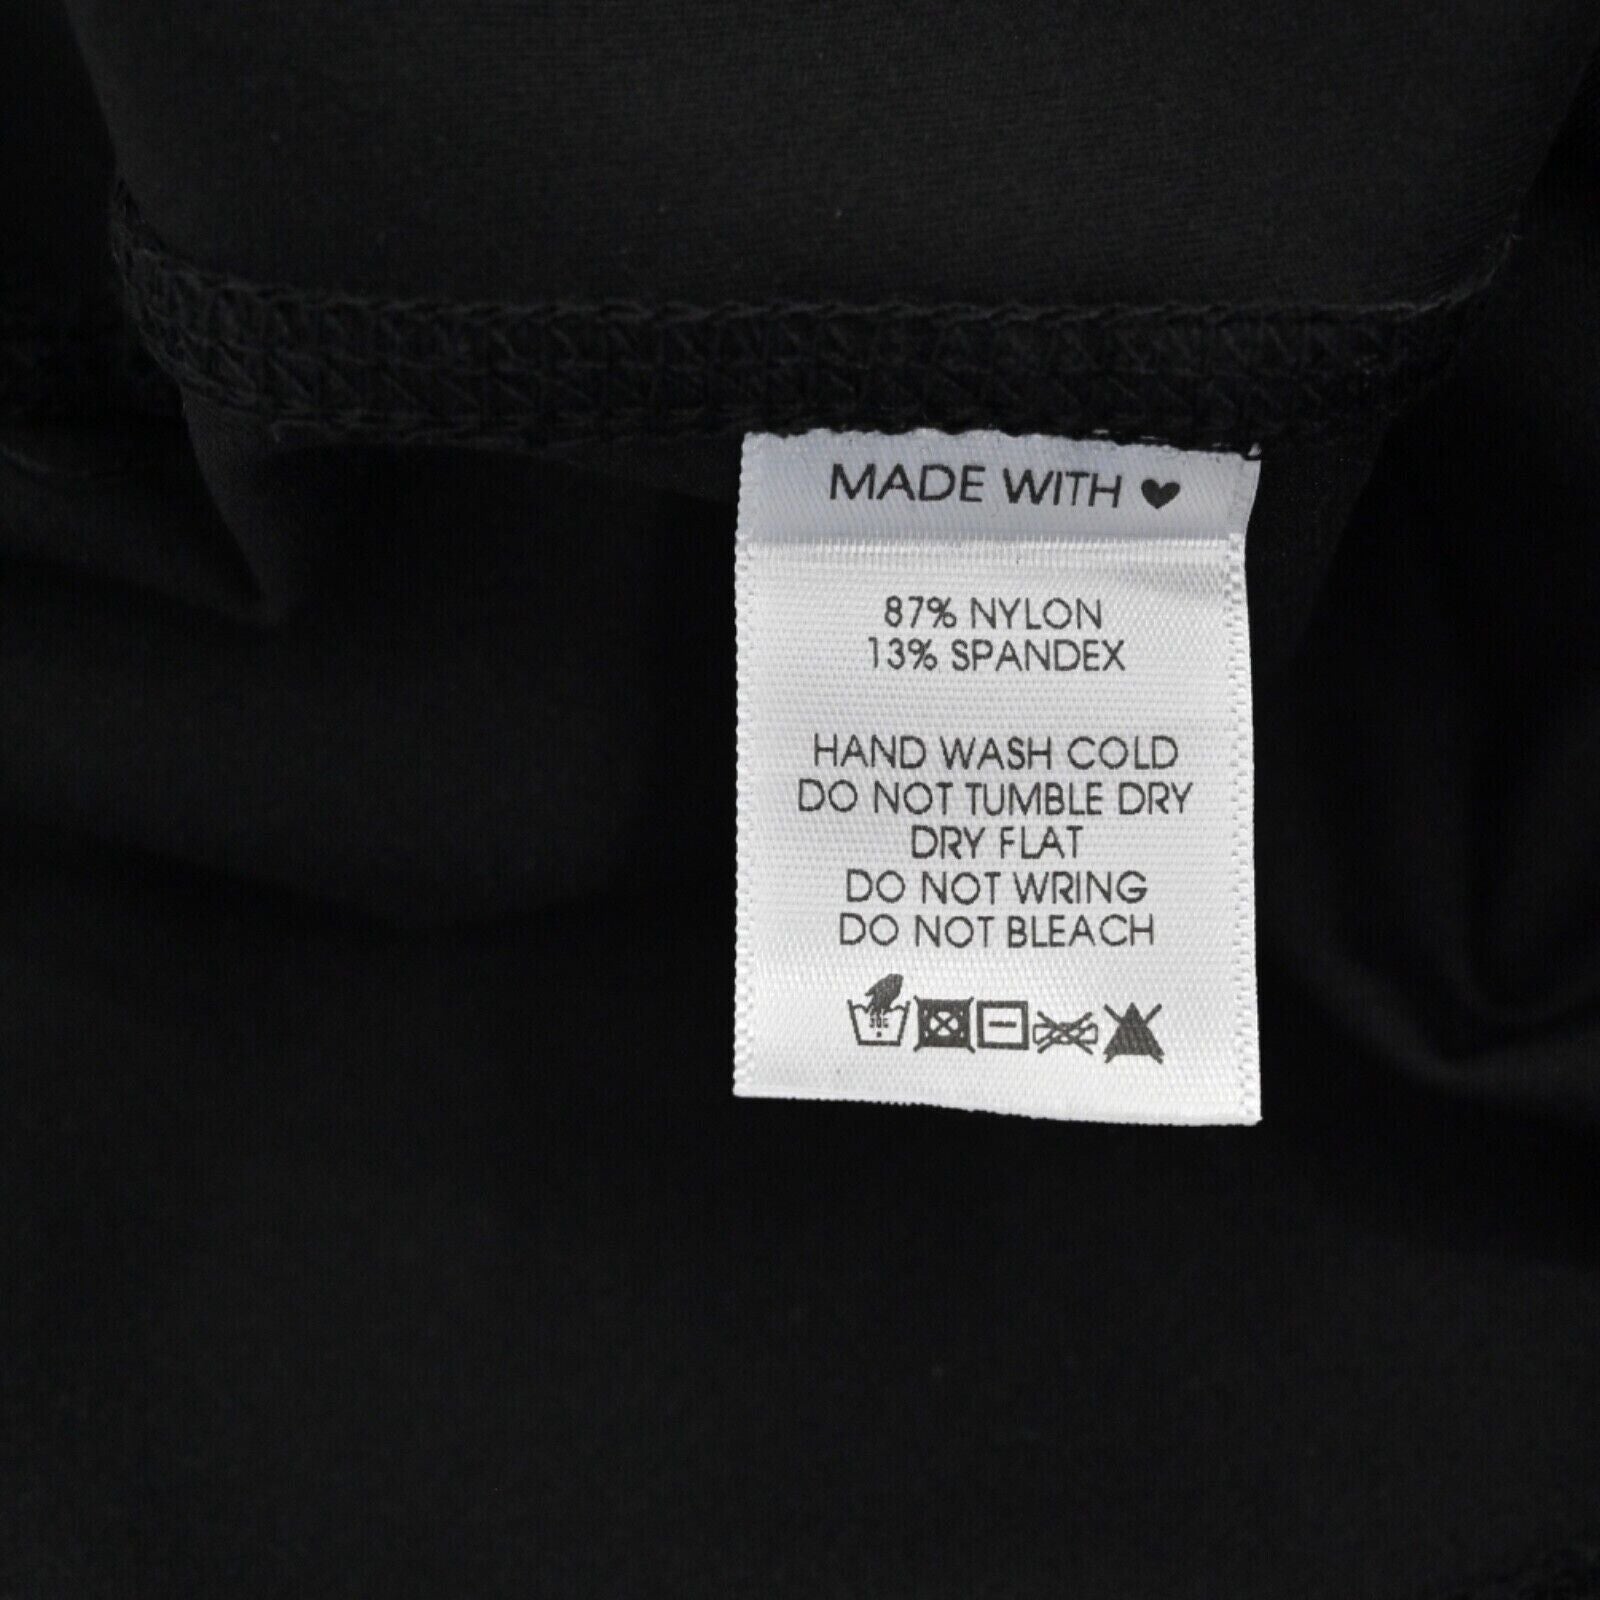 MADE WITH ♥
87% NYLON
13% SPANDEX
HAND WASH COLD
DO NOT TUMBLE DRY
DRY FLAT
DO NOT WRING
DO NOT BLEACH